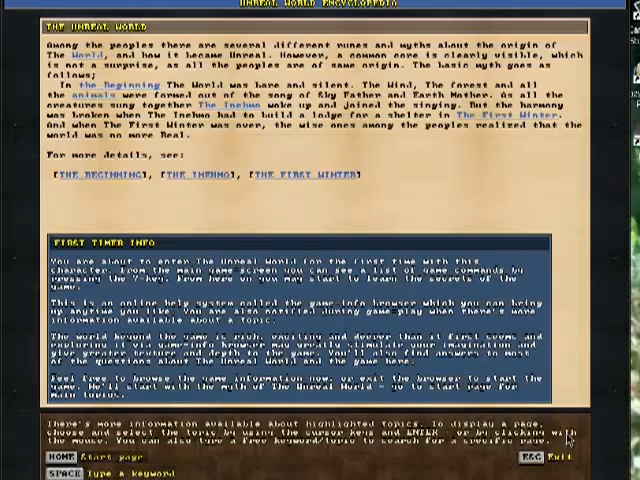 UNREAL WORLD ENCYCLOPEDIA
THE UNREAL WORLD
Among the peoples there are several different runes and myths about the origin of
The World, and how it became Unreal. However, a common core is clearly visible, which
is not a surprise, as all the peoples are of same origin. The basic myth goes as
follows;
In the Beginning The World was bare and silent. The Wind, The forest and all
the animals were formed out of the song of Sky Father and Earth Mother. As all the
creatures sung together The Inehmo woke up and joined the singing. But the harmony
was broken when The Inehmo had to build a lodge for a shelter in The First Winter.
And when The First Winter was over, the wise ones among the peoples realized that the
world was no more Real.
For more details, see:
[THE BEGINNING], [THE INEHMO], [THE FIRST WINTER]
FIRST TIMER INFO
You are about to enter The Unreal World for the first time with this
character. From the main game screen you can see a list of game commands by
pressing the ?-key. From here on you may start to learn the secrets of the
game.
This is an online help system called the game-info browser which you can bring
up anytime you like. You are also notified during game-play when there's more
information available about a topic.
The world beyond the game is rich, exciting and deeper than it first seems and
exploring it via game-info browser may greatly stimulate your imagination and
give greater texture and depth to the game. You'll also find answers to most
of the questions about The Unreal World and the game here.
Feel free to browse the game information now, or exit the browser to start the
game. We'll start with the myth of The Unreal World - go to start page for
main topics.
There's more information available about highlighted topics. To display a page,
choose and select the topic by using the cursor keys and ENTER - or by clicking with
the mouse. You can also type a free keyword/topic to search for a specific page.
HOME Start page
ESC Exit
SPACE Type a keyword